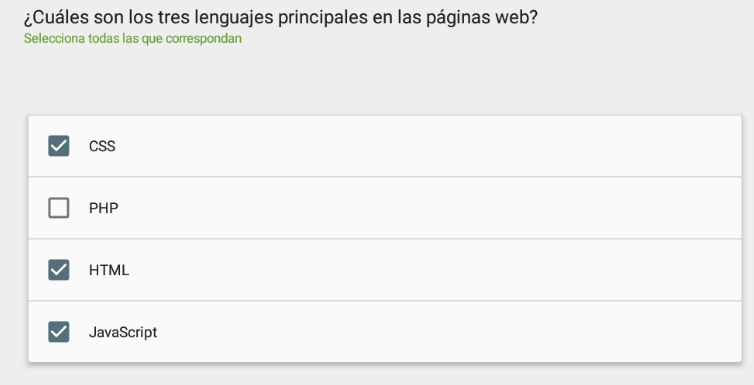 ¿Cuáles son los tres lenguajes principales en las páginas web?
Selecciona todas las que correspondan
CSS
PHP
HTML
JavaScript